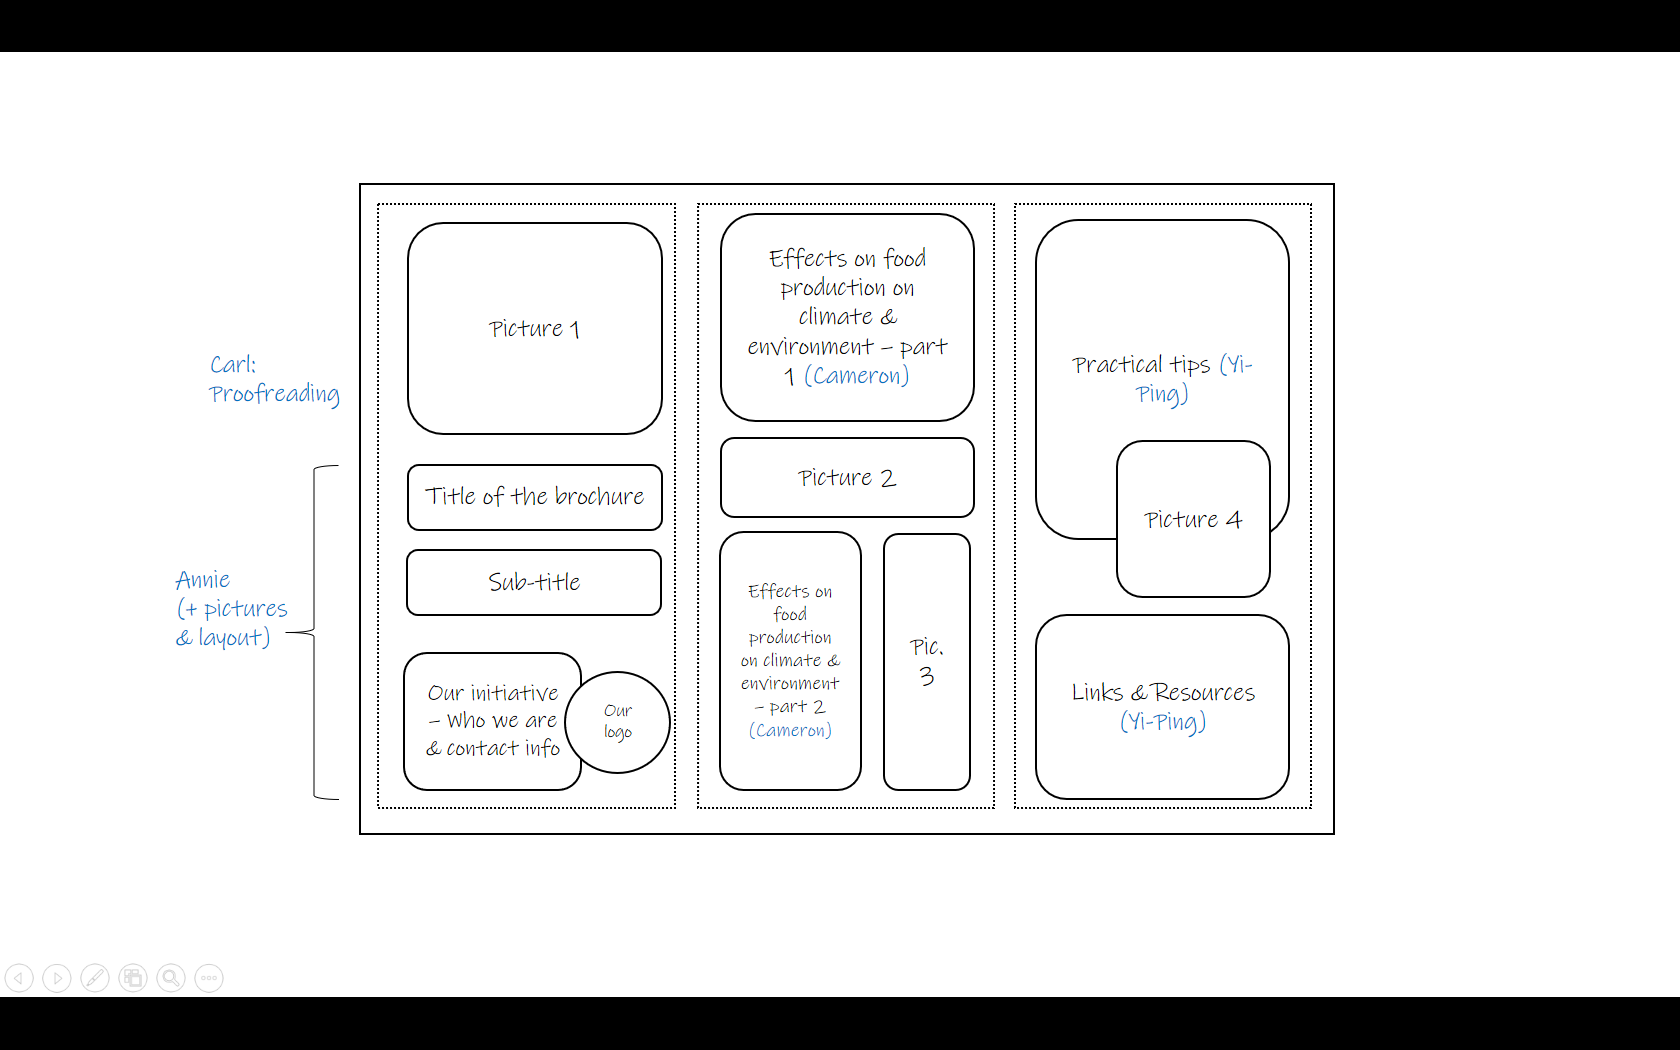 Carl:
Proofreading
Annie
(+ pictures
& layout)
Picture 1
Title of the brochure
Sub-title
Our initiative
– Who we are
& contact info
Our
logo
Effects on food
production on
climate &
environment – part
1 (Cameron)
Picture 2
Effects on
food
production
on climate &
environment
– part 2
(Cameron)
Pic.
3
Practical tips (Yi-
Ping)
Picture 4
Links & Resources
(Yi-Ping)